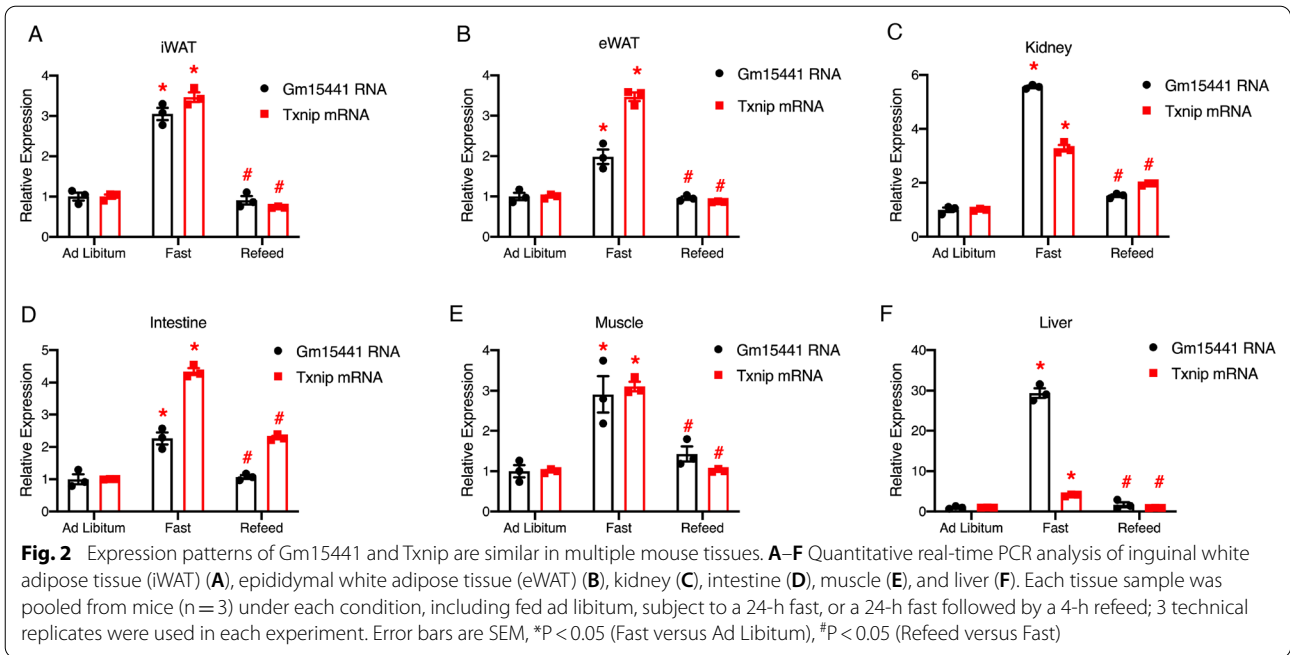 A
iWAT
Gm15441 RNA
Txnip mRNA
Relative Expression
4
3
2
1
0
* *
# #
Ad Libitum Fast Refeed
B
eWAT
Gm15441 RNA
Txnip mRNA
Relative Expression
4
3
2
1
0
* *
# #
Ad Libitum Fast Refeed
C
Kidney
Gm15441 RNA
Txnip mRNA
Relative Expression
6
4
2
0
* *
# #
Ad Libitum Fast Refeed
D
Intestine
Gm15441 RNA
Txnip mRNA
Relative Expression
5
4
3
2
1
0
* *
# #
Ad Libitum Fast Refeed
E
Muscle
Gm15441 RNA
Txnip mRNA
Relative Expression
4
3
2
1
0
* *
# #
Ad Libitum Fast Refeed
F
Liver
Gm15441 RNA
Txnip mRNA
Relative Expression
40
30
20
10
0
* *
# #
Ad Libitum Fast Refeed
Fig. 2 Expression patterns of Gm15441 and Txnip are similar in multiple mouse tissues. A–F Quantitative real-time PCR analysis of inguinal white
adipose tissue (iWAT) (A), epididymal white adipose tissue (eWAT) (B), kidney (C), intestine (D), muscle (E), and liver (F). Each tissue sample was
pooled from mice (n = 3) under each condition, including fed ad libitum, subject to a 24-h fast, or a 24-h fast followed by a 4-h refeed; 3 technical
replicates were used in each experiment. Error bars are SEM, *P < 0.05 (Fast versus Ad Libitum), #P < 0.05 (Refeed versus Fast)